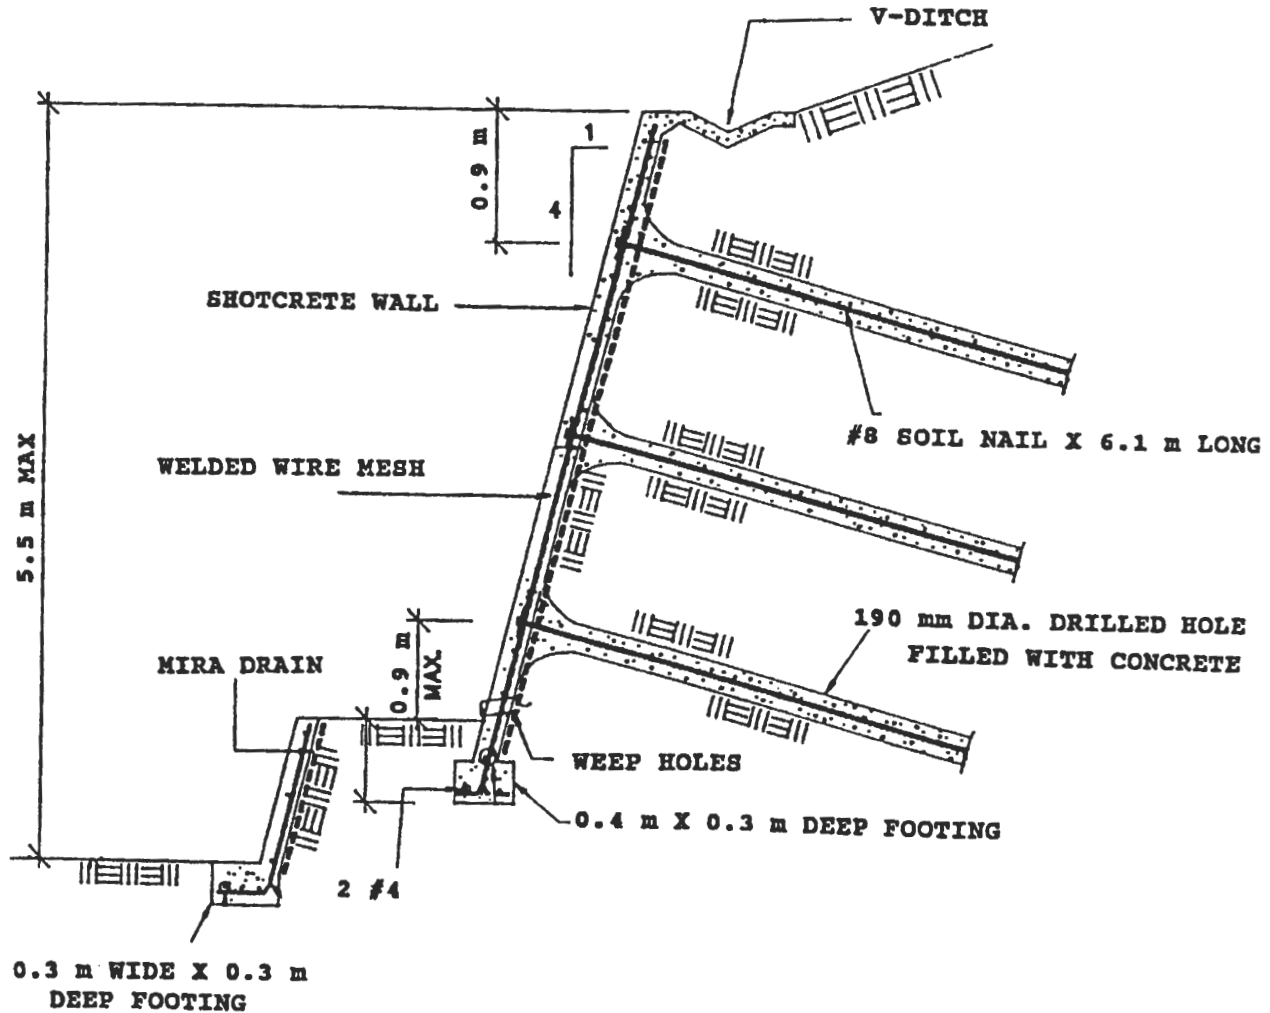 V-DITCH
0.9 m
1
4
SHOTCRETE WALL
#8 SOIL NAIL X 6.1 m LONG
5.5 m MAX
WELDED WIRE MESH
190 mm DIA. DRILLED HOLE
FILLED WITH CONCRETE
0.9 m
MAX.
MIRA DRAIN
WEEP HOLES
0.4 m X 0.3 m DEEP FOOTING
2 #4
0.3 m WIDE X 0.3 m
DEEP FOOTING